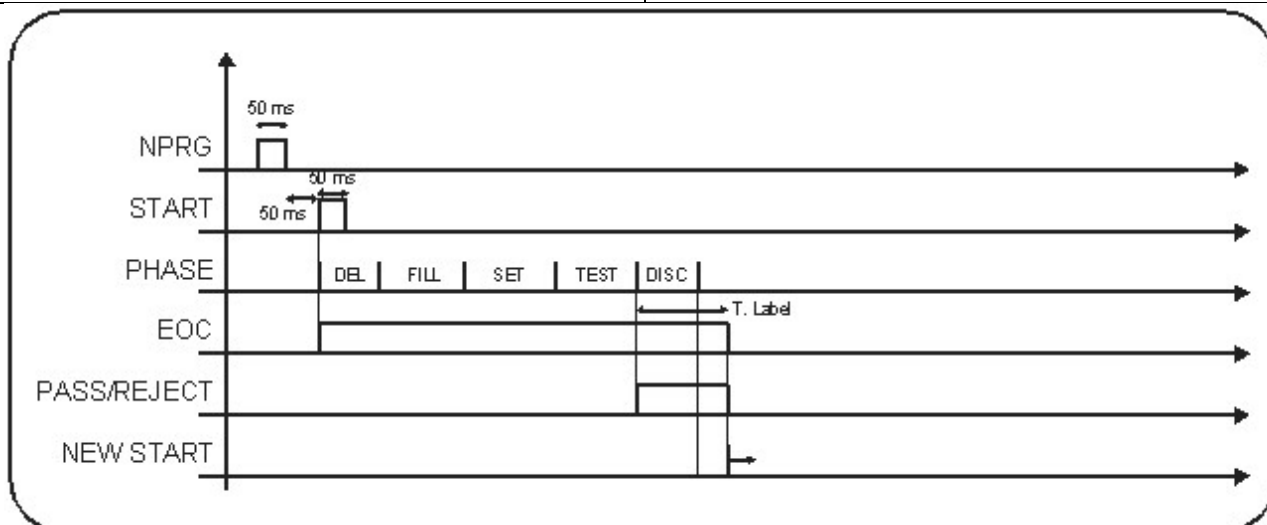 50 ms
NPRG
50 ms
START
50 ms
PHASE
DEL FILL SET TEST DISC
T. Label
EOC
PASS/REJECT
NEW START